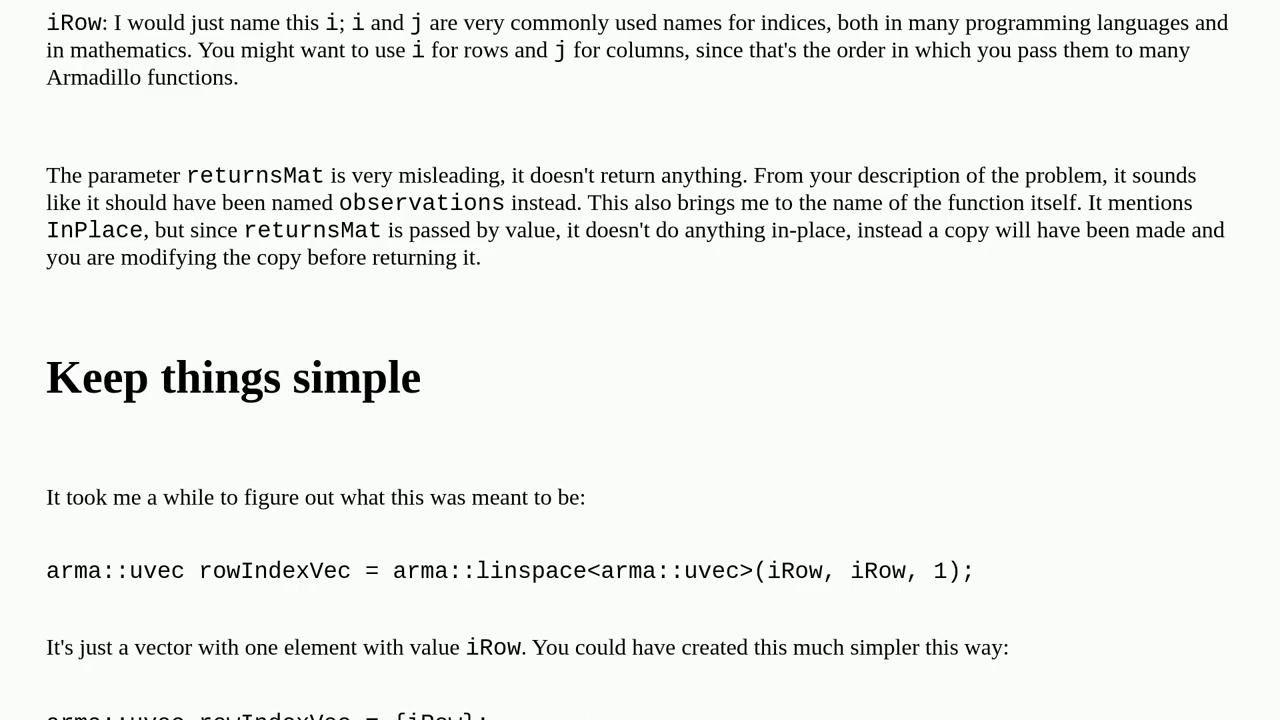 iRow: I would just name this i; i and j are very commonly used names for indices, both in many programming languages and
in mathematics. You might want to use i for rows and j for columns, since that's the order in which you pass them to many
Armadillo functions.
The parameter returnsMat is very misleading, it doesn't return anything. From your description of the problem, it sounds
like it should have been named observations instead. This also brings me to the name of the function itself. It mentions
InPlace, but since returnsMat is passed by value, it doesn't do anything in-place, instead a copy will have been made and
you are modifying the copy before returning it.
Keep things simple
It took me a while to figure out what this was meant to be:
arma::uvec rowIndexVec = arma::linspace<arma::uvec>(iRow, iRow, 1);
It's just a vector with one element with value iRow. You could have created this much simpler this way:
arma::uvec rowIndexVec = {iRow};